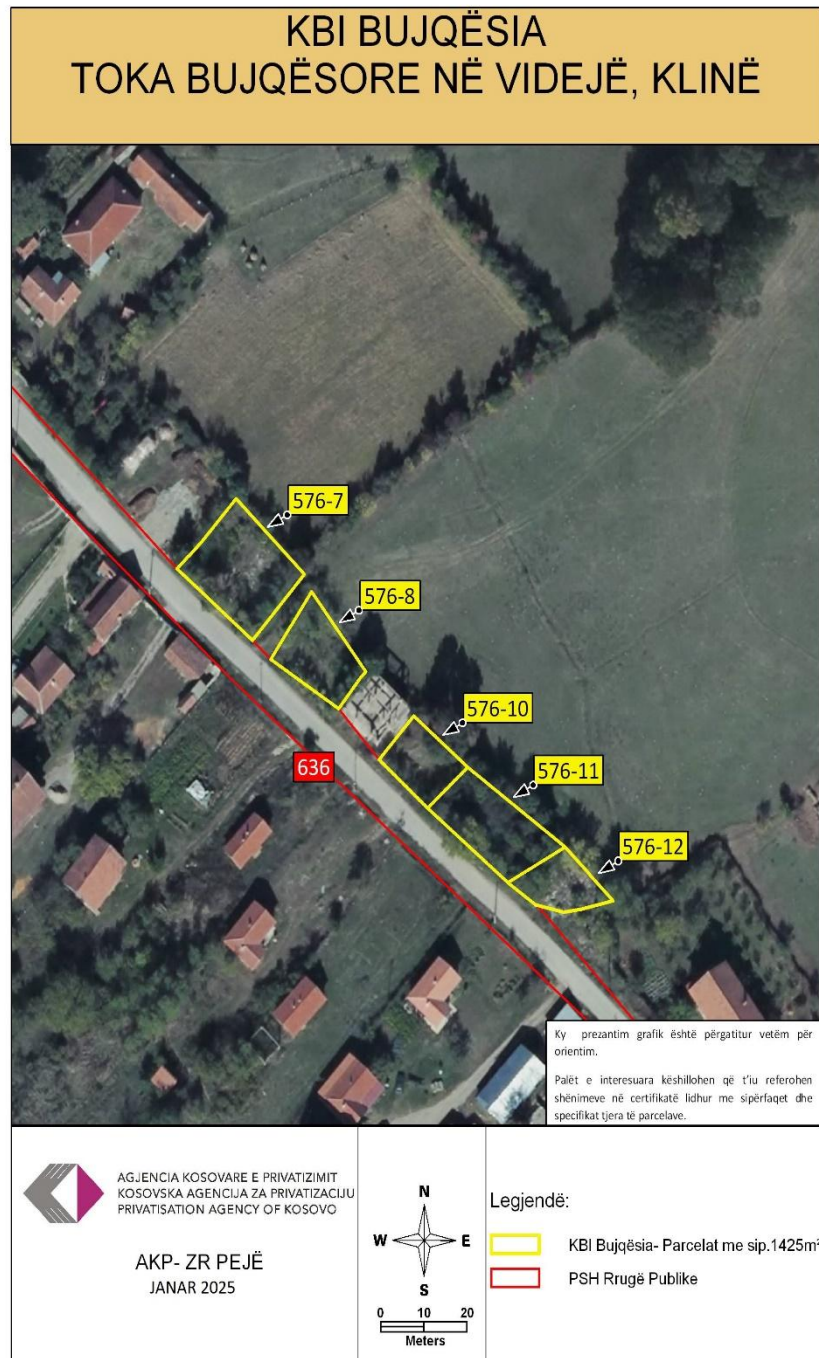 KBI BUJQËSIA
TOKA BUJQËSORE NË VIDEJË, KLINË
576-7
576-8
576-10
576-11
636
576-12
Ky prezantim grafik është përgatitur vetëm për
orientim.
Palët e interesuara këshillohen që t'iu referohen
shënimeve në certifikatë lidhur me sipërfaqet dhe
specifikat tjera të parcelave.
AGJENCIA KOSOVARE E PRIVATIZIMIT
KOSOVSKA AGENCIJA ZA PRIVATIZACIJU
PRIVATISATION AGENCY OF KOSOVO
AKP- ZR PEJË
JANAR 2025
N
W E
S
0 10 20
Meters
Legjendë:
KBI Bujqësia- Parcelat me sip.1425m²
PSH Rrugë Publike